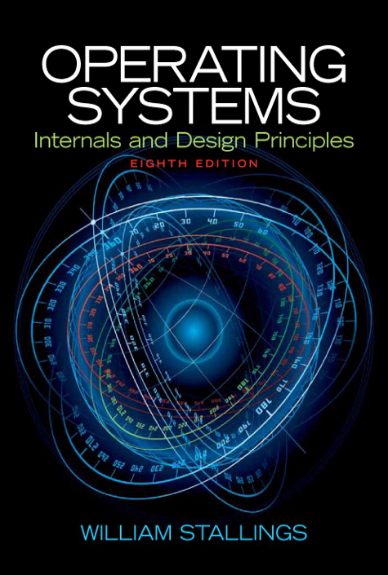 OPERATING
SYSTEMS
Internals and Design Principles
EIGHTH EDITION
WILLIAM STALLINGS